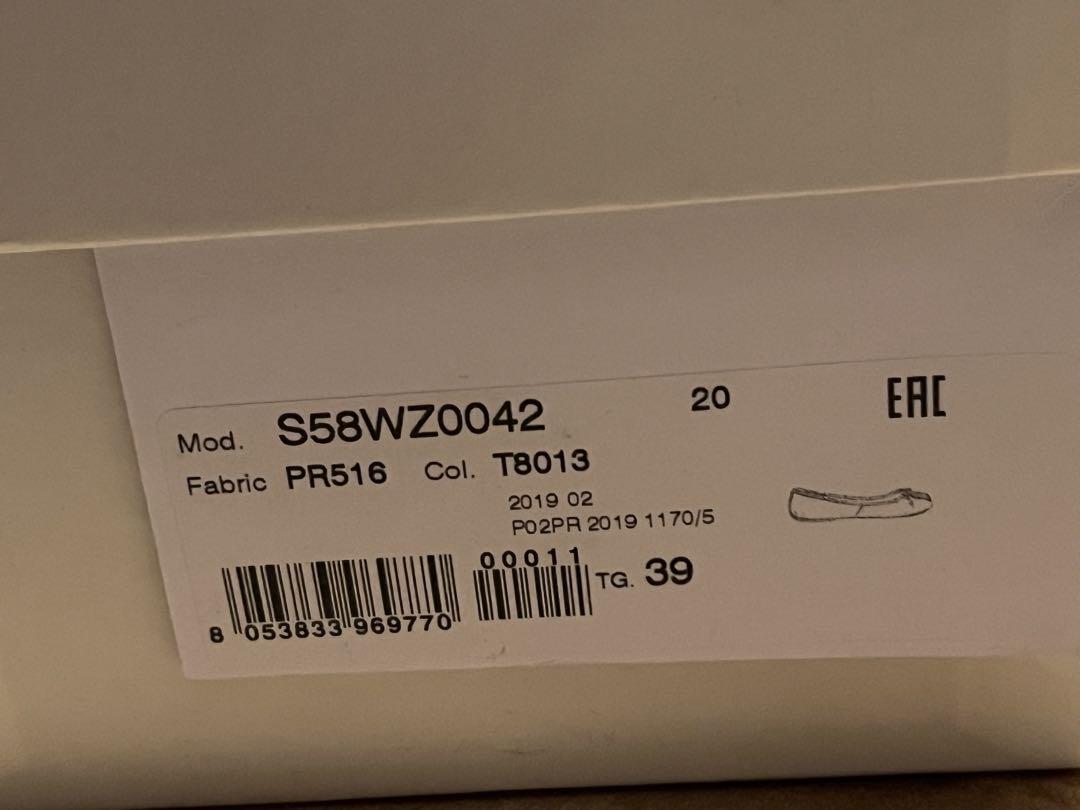 Mod. S58WZ0042 20 EAC
Fabric PR516 Col. T8013
2019 02
P02PR 2019 1170/5
00011
TG. 39
8 053833 969770